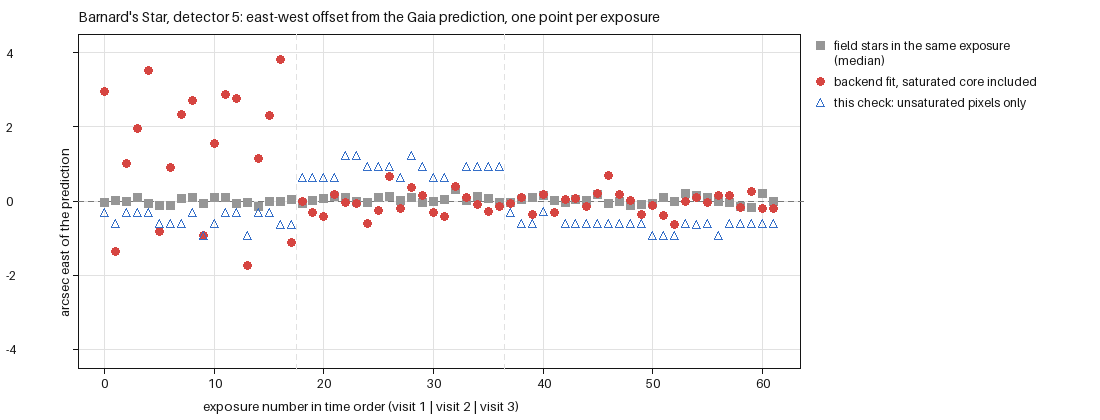 Barnard's Star, detector 5: east-west offset from the Gaia prediction, one point per exposure
field stars in the same exposure
(median)
backend fit, saturated core included
this check: unsaturated pixels only
arcsec east of the prediction
4
2
0
-2
-4
0
10
20
30
40
50
60
exposure number in time order (visit 1 | visit 2 | visit 3)